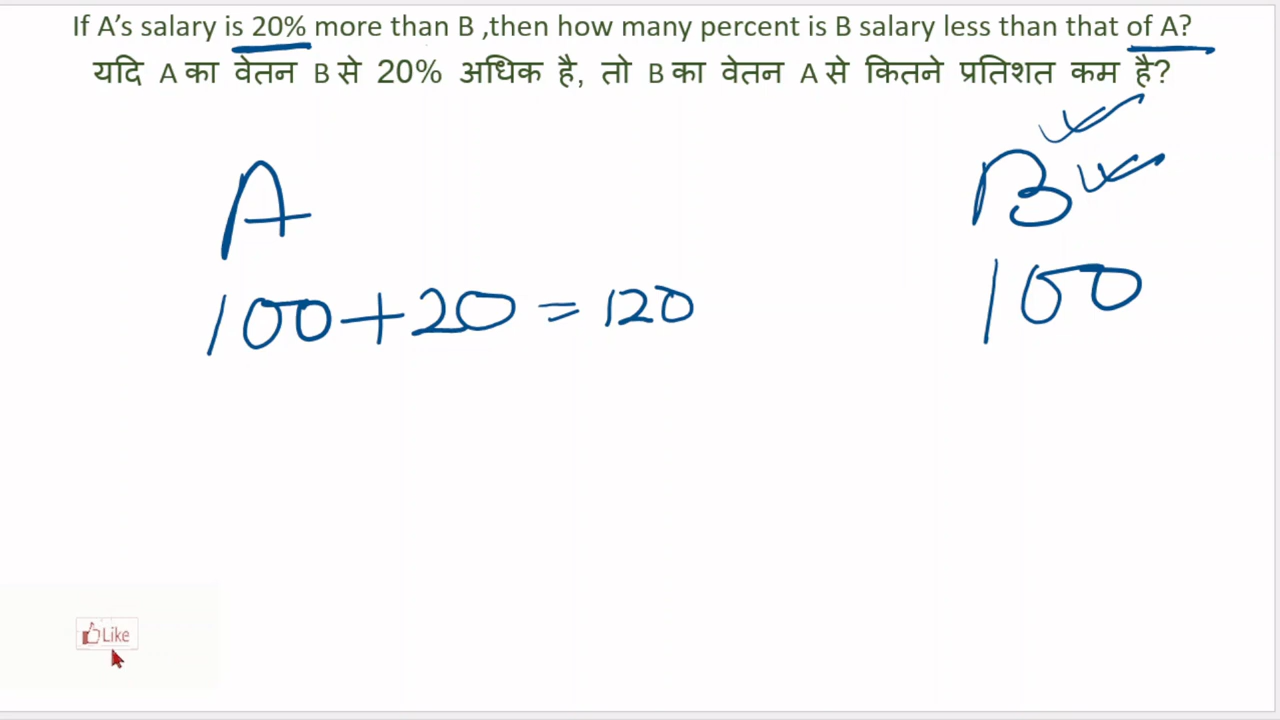 If A’s salary is 20% more than B ,then how many percent is B salary less than that of A?
यदि A का वेतन B से 20% अधिक है, तो B का वेतन A से कितने प्रतिशत कम है?
A
B
100+20 = 120
100
Like